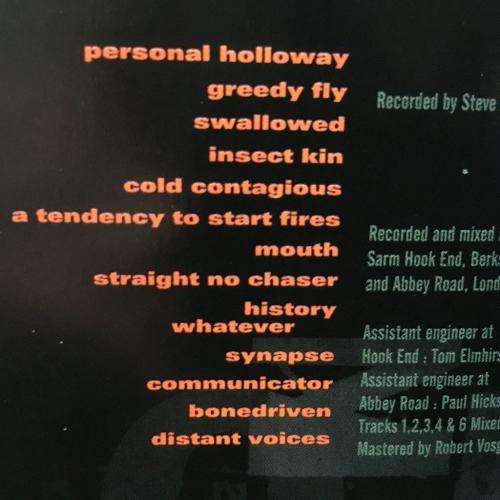 personal holloway
greedy fly
swallowed
insect kin
cold contagious
a tendency to start fires
mouth
straight no chaser
history
whatever
synapse
communicator
bonedriven
distant voices
Recorded by Steve
Recorded and mixed
Sarm Hook End, Berks
and Abbey Road, Lond
Assistant engineer at
Hook End : Tom Elmhirs
Assistant engineer at
Abbey Road : Paul Hicks
Tracks 1,2,3,4 & 6 Mixed
Mastered by Robert Vosg